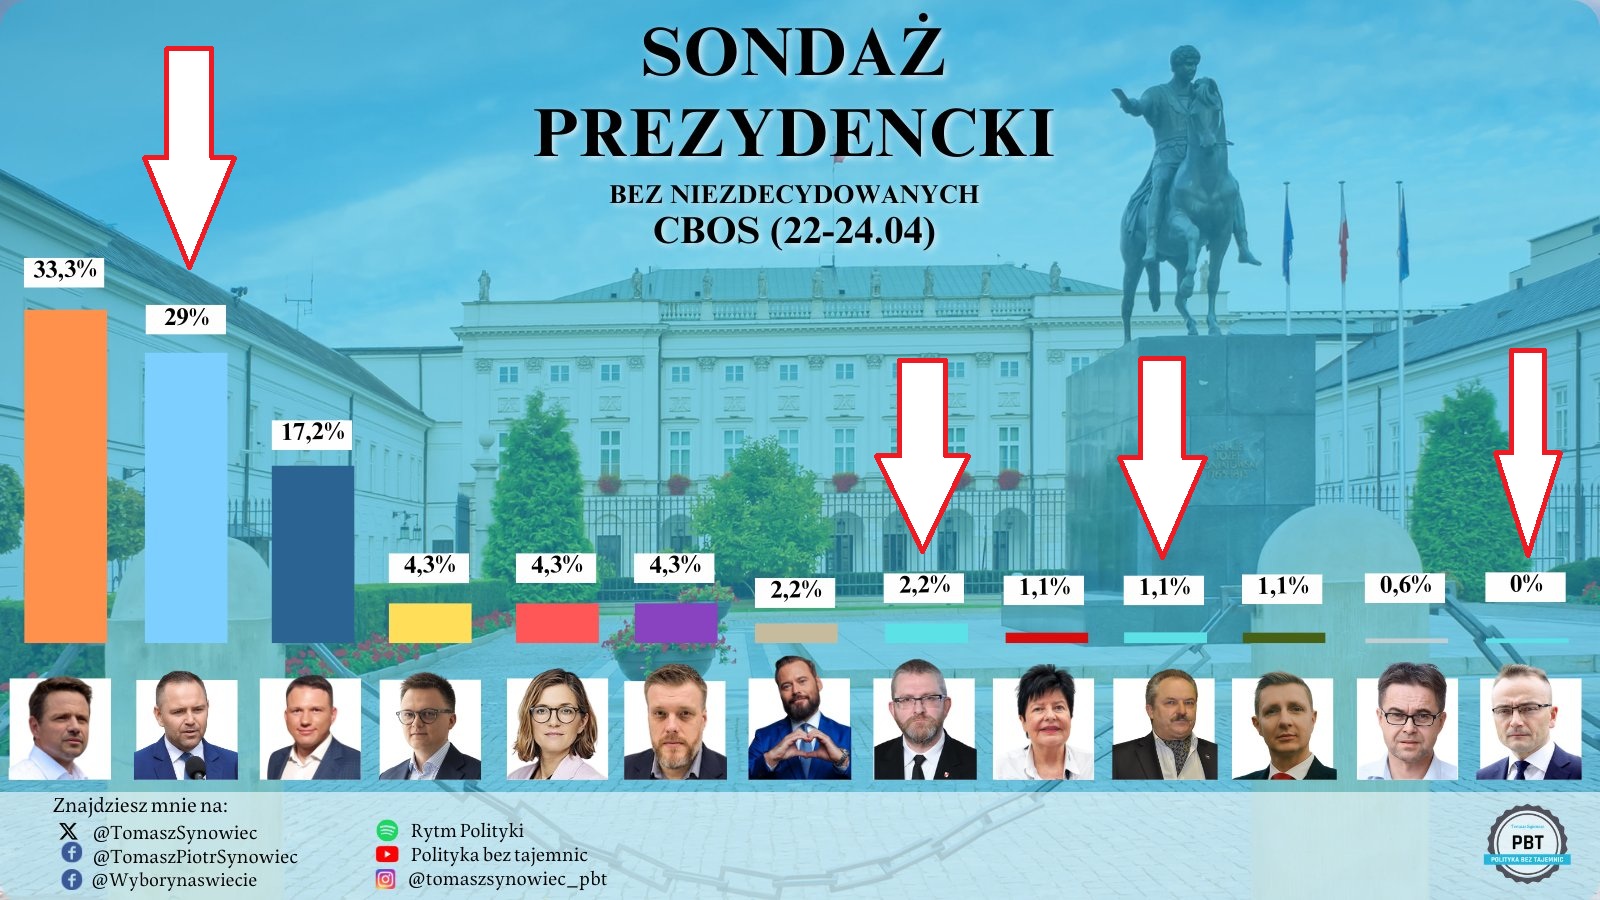 SONDAŻ
PREZYDENCKI
BEZ NIEZDECYDOWANYCH
CBOS (22-24.04)
33,3%
29%
17,2%
4,3%
4,3%
4,3%
2,2%
2,2%
1,1%
1,1%
1,1%
0,6%
0%
Znajdziesz mnie na:
@TomaszSynowiec
@TomaszPiotrSynowiec
@Wyborynaswiecie
Rytm Polityki
Polityka bez tajemnic
@tomaszsynowiec_pbt
PBT
POLITYKA BEZ TAJEMNIC